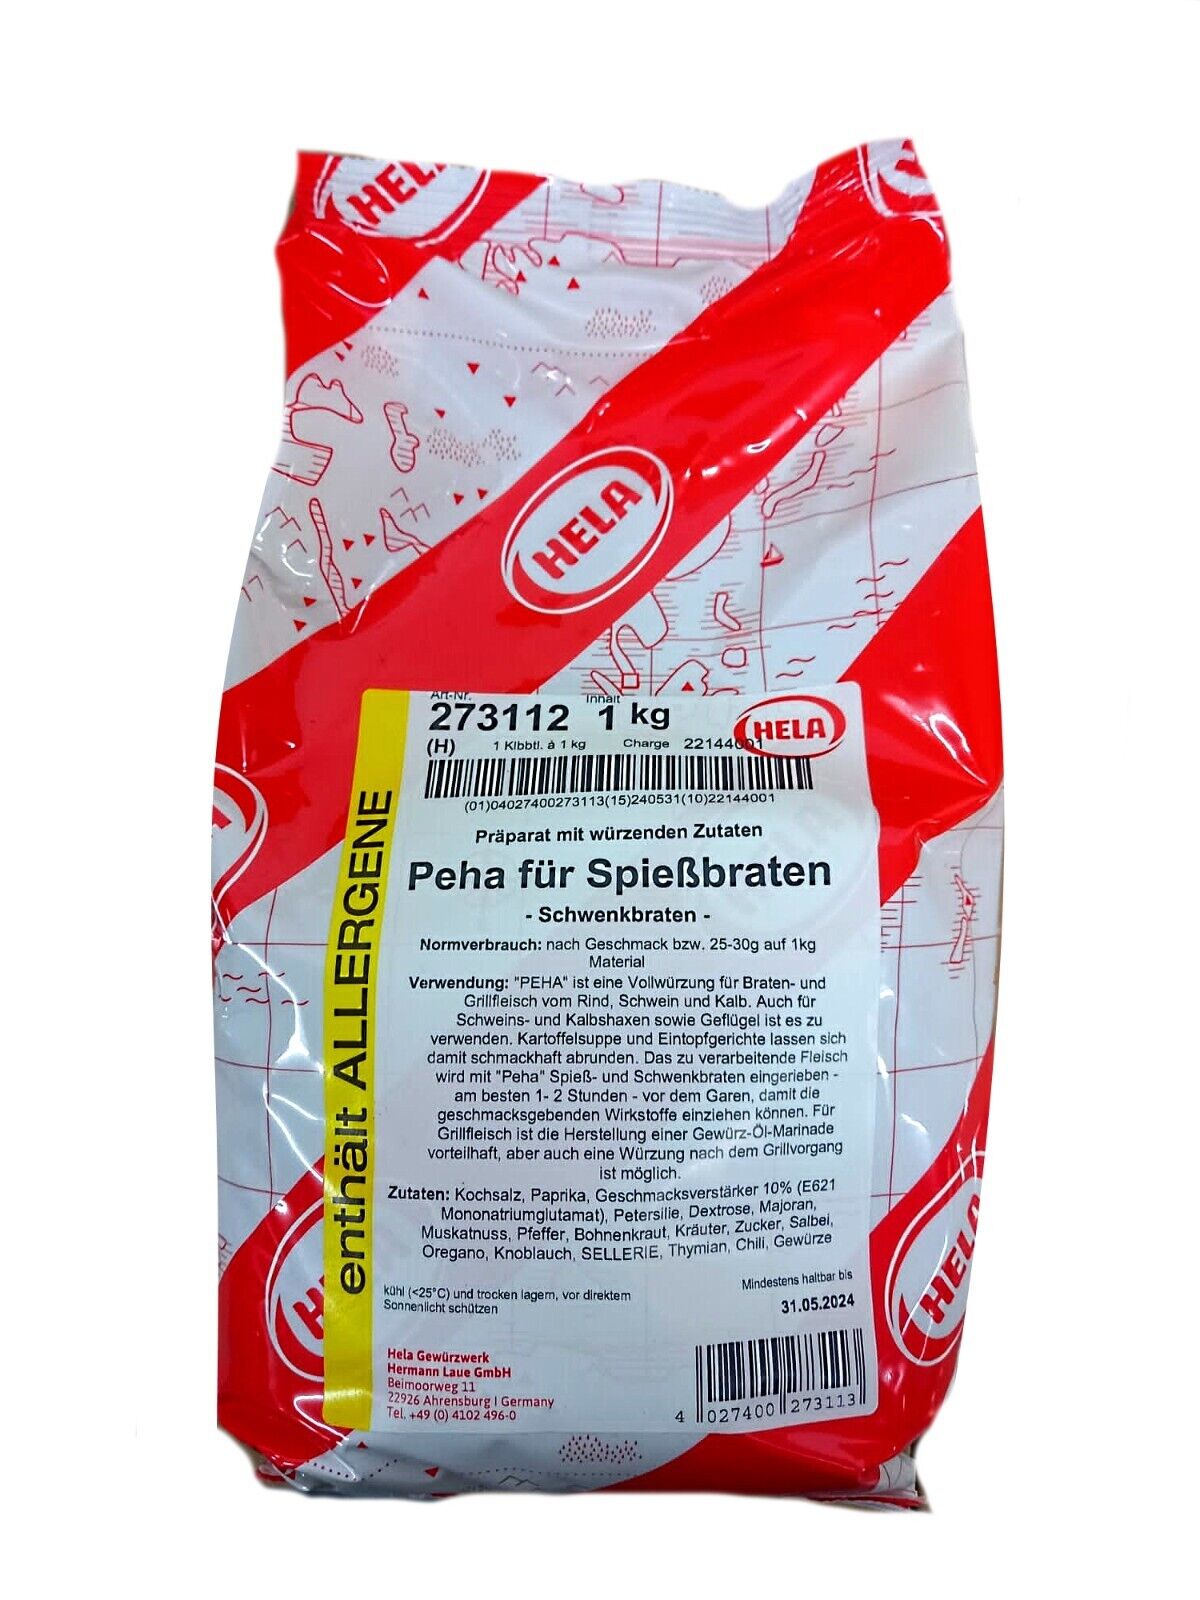 HELA
HELA
Art-Nr. Inhalt
273112 1 kg
HELA
(H) 1 Klbbtl. à 1 kg Charge 22144001
(01)04027400273113(15)240531(10)22144001
Präparat mit würzenden Zutaten
Peha für Spießbraten
- Schwenkbraten -
Normverbrauch: nach Geschmack bzw. 25-30g auf 1kg
Material
Verwendung: "PEHA" ist eine Vollwürzung für Braten- und
Grillfleisch vom Rind, Schwein und Kalb. Auch für
Schweins- und Kalbshaxen sowie Geflügel ist es zu
verwenden. Kartoffelsuppe und Eintopfgerichte lassen sich
damit schmackhaft abrunden. Das zu verarbeitende Fleisch
wird mit "Peha" Spieß- und Schwenkbraten eingerieben -
am besten 1- 2 Stunden - vor dem Garen, damit die
geschmacksgebenden Wirkstoffe einziehen können. Für
Grillfleisch ist die Herstellung einer Gewürz-Öl-Marinade
vorteilhaft, aber auch eine Würzung nach dem Grillvorgang
ist möglich.
Zutaten: Kochsalz, Paprika, Geschmacksverstärker 10% (E621
Mononatriumglutamat), Petersilie, Dextrose, Majoran,
Muskatnuss, Pfeffer, Bohnenkraut, Kräuter, Zucker, Salbei,
Oregano, Knoblauch, SELLERIE, Thymian, Chili, Gewürze
enthält ALLERGENE
kühl (<25°C) und trocken lagern, vor direktem
Sonnenlicht schützen
Mindestens haltbar bis
31.05.2024
Hela Gewürzwerk
Hermann Laue GmbH
Beimoorweg 11
22926 Ahrensburg | Germany
Tel. +49 (0) 4102 496-0
4 027400 273113
HELA